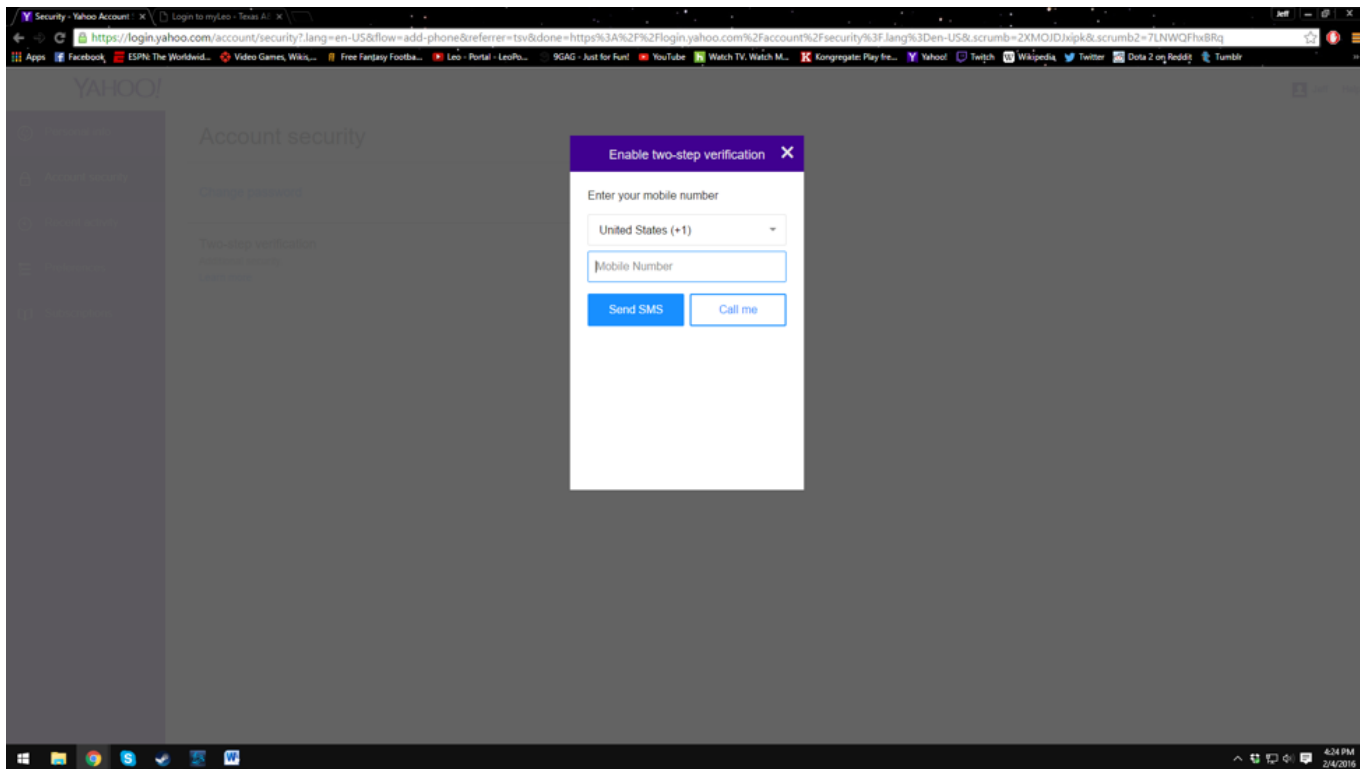 Security - Yahoo Account
Login to myLeo - Texas A&
Jeff
https://login.yahoo.com/account/security?.lang=en-US&flow=add-phone&referrer=tsv&done=https%3A%2F%2Flogin.yahoo.com%2Faccount%2Fsecurity%3F.lang%3Den-US&.scrumb=2XMOJDJxipk&.scrumb2=7LNWQFhxBRq
Apps Facebook ESPN: The Worldwid... Video Games, Wikis,... Free Fantasy Footba... Leo - Portal - LeoPo... 9GAG - Just for Fun! YouTube Watch TV, Watch M... Kongregate: Play fre... Yahoo! Twitch Wikipedia Twitter Dota 2 on Reddit Tumblr
YAHOO!
Account security
Account security
Change password
Two-step verification
Enable two-step verification
Enter your mobile number
United States (+1)
Mobile Number
Send SMS
Call me
4:24 PM
2/4/2016